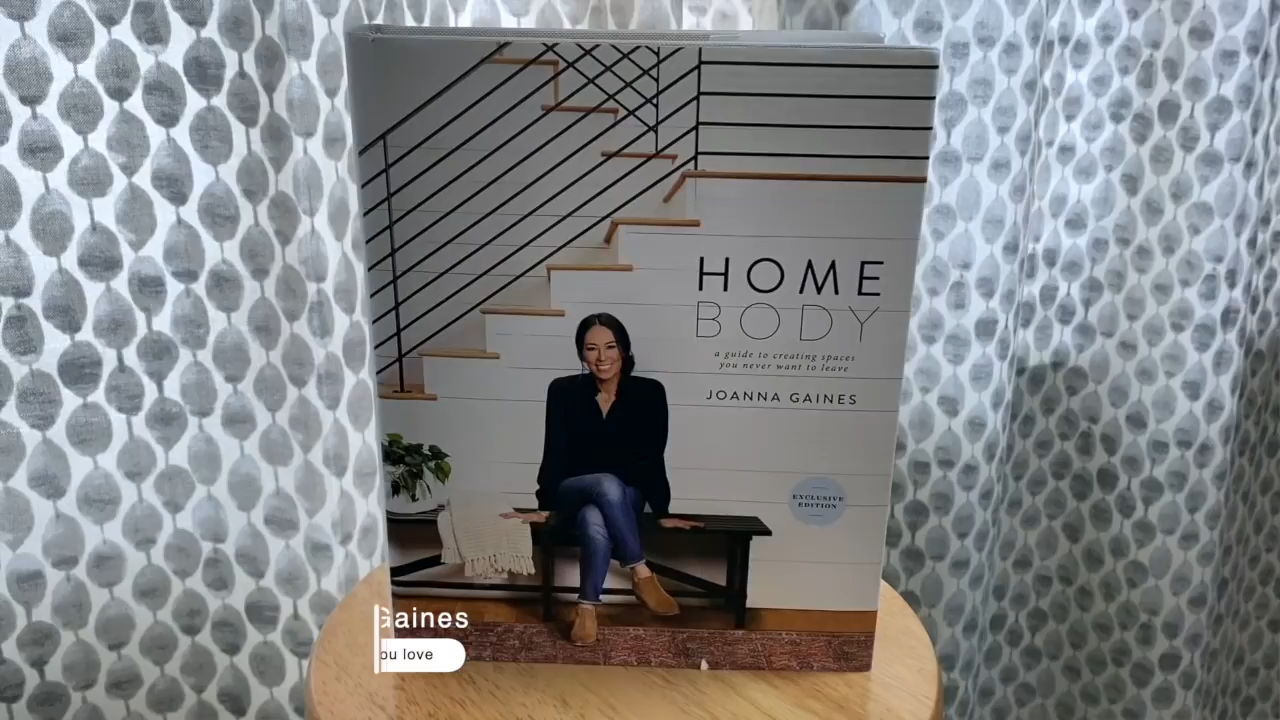 HOME
BODY
a guide to creating spaces
you never want to leave
JOANNA GAINES
EXCLUSIVE
EDITION
Gaines
ou love